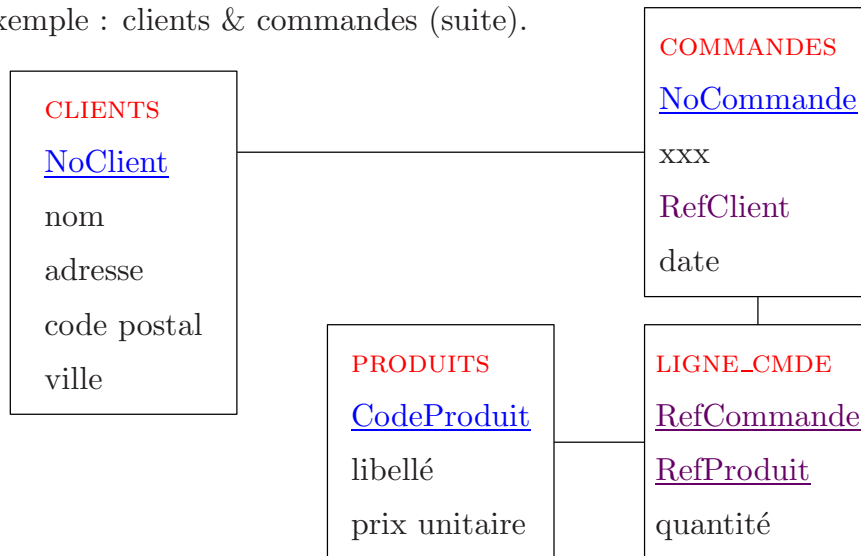 xemple : clients & commandes (suite).
CLIENTS
NoClient
nom
adresse
code postal
ville
COMMANDES
NoCommande
xxx
RefClient
date
PRODUITS
CodeProduit
libellé
prix unitaire
LIGNE_CMDE
RefCommande
RefProduit
quantité